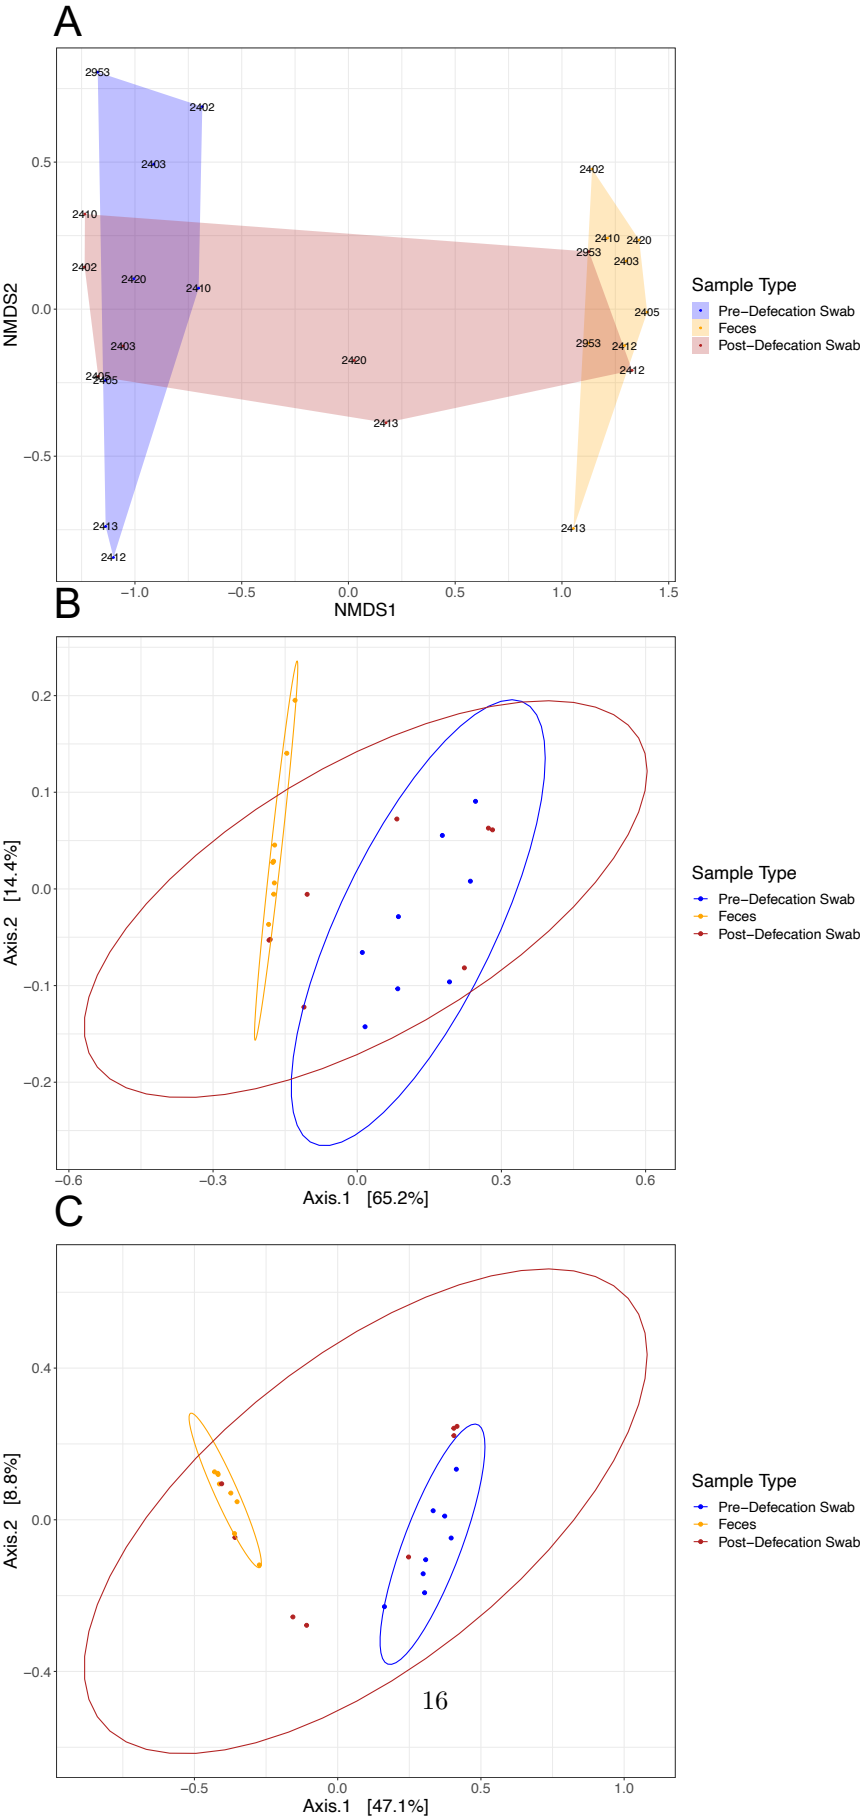 A
2953
2402
0.5
2403
2402
2410
2410
2420
2953
2403
2402
NMDS2
2420
2410
Sample Type
0.0
2405
Pre−Defecation Swab
Feces
2403
2953
2412
Post−Defecation Swab
2420
2405
2405
2412
2413
−0.5
2413
2413
2412
−1.0
−0.5
0.0
0.5
1.0
1.5
NMDS1
B
0.2
0.1
Axis.2 [14.4%]
0.0
Sample Type
Pre−Defecation Swab
Feces
Post−Defecation Swab
−0.1
−0.2
−0.6
−0.3
0.0
0.3
0.6
Axis.1 [65.2%]
C
0.4
Axis.2 [8.8%]
0.0
Sample Type
Pre−Defecation Swab
Feces
Post−Defecation Swab
−0.4
16
−0.5
0.0
0.5
1.0
Axis.1 [47.1%]